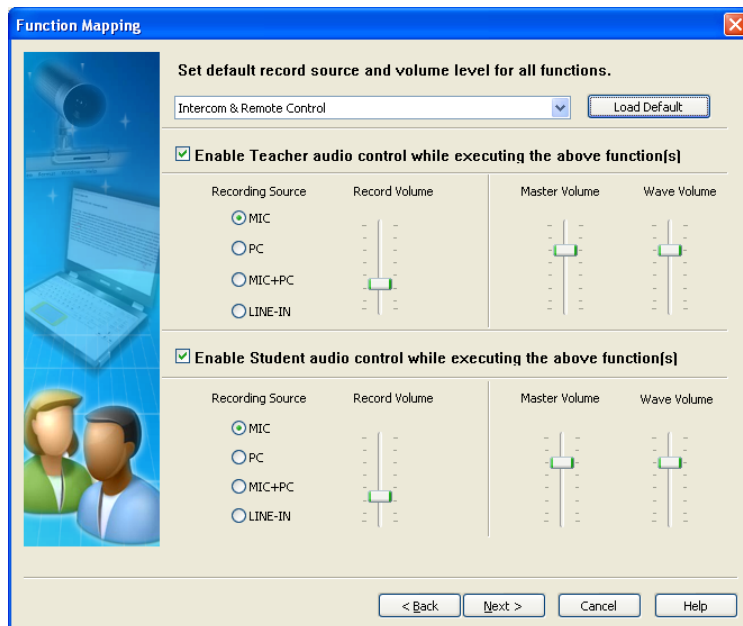 Function Mapping
Set default record source and volume level for all functions.
Intercom & Remote Control
Load Default
Enable Teacher audio control while executing the above function(s)
Recording Source Record Volume Master Volume Wave Volume
MIC
PC
MIC+PC
LINE-IN
Enable Student audio control while executing the above function(s)
Recording Source Record Volume Master Volume Wave Volume
MIC
PC
MIC+PC
LINE-IN
< Back Next > Cancel Help